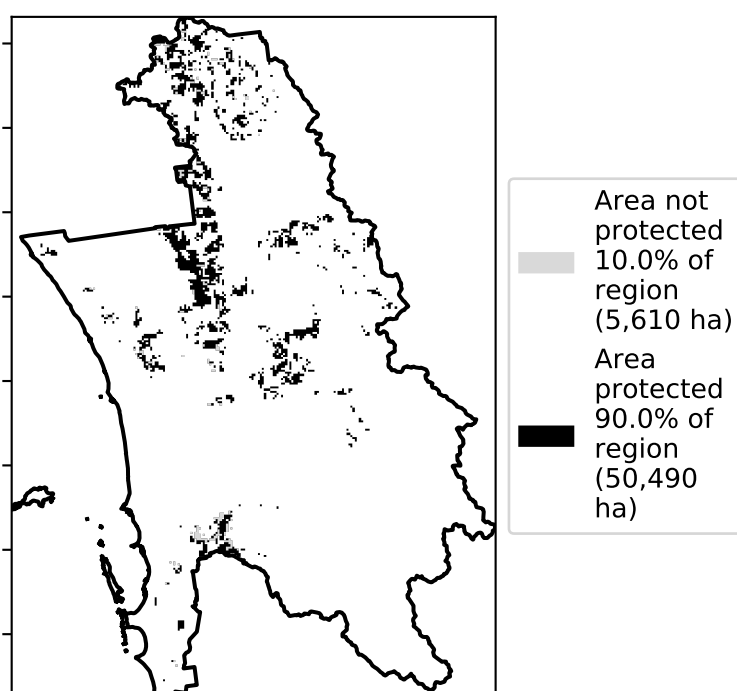 Area not
protected
10.0% of
region
(5,610 ha)
Area
protected
90.0% of
region
(50,490
ha)